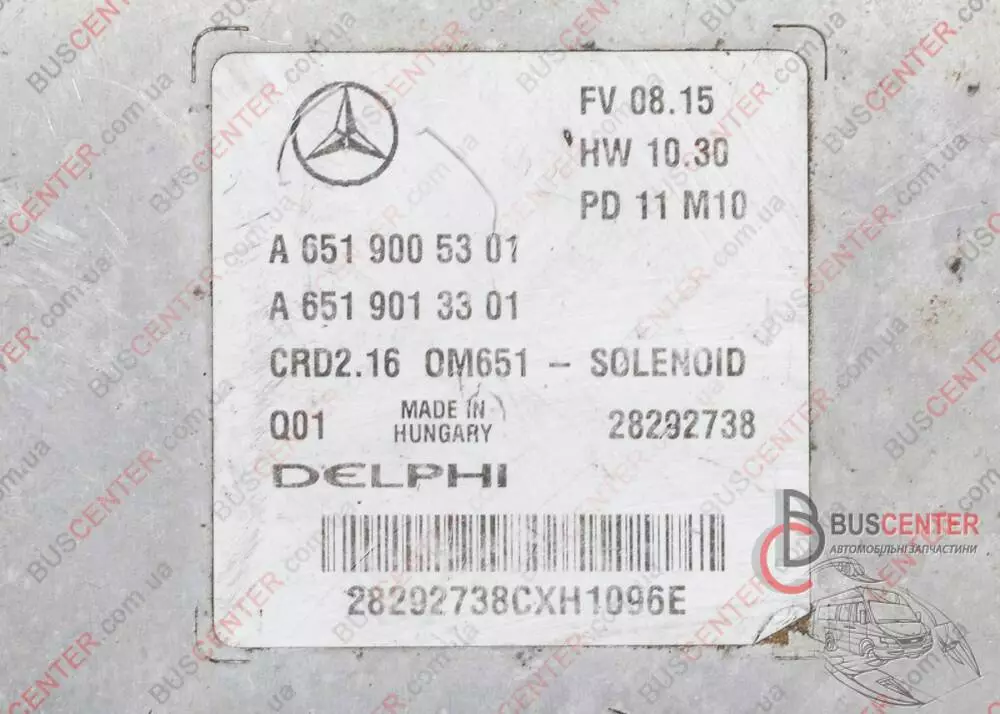 FV 08.15
HW 10.30
PD 11 M10
A 651 900 53 01
A 651 901 33 01
CRD2.16 OM651 - SOLENOID
Q01 MADE IN HUNGARY 28292738
DELPHI
28292738CXH1096E
BUSCENTER
АВТОМОБІЛЬНІ ЗАПЧАСТИНИ
BUSCENTER.com.ua